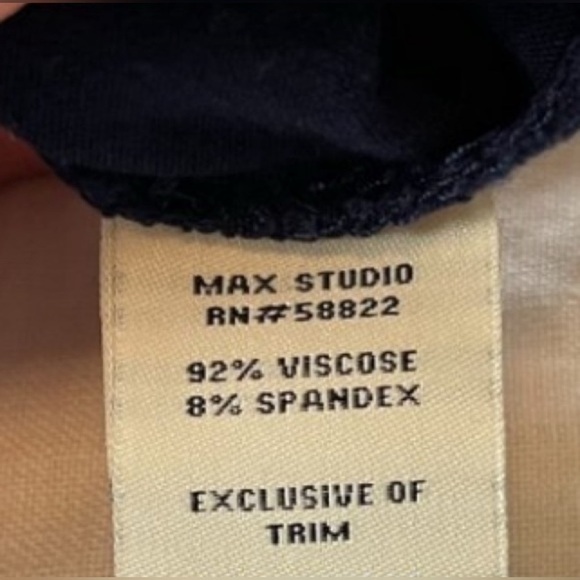 MAX STUDIO
RN#58822
92% VISCOSE
8% SPANDEX
EXCLUSIVE OF
TRIM